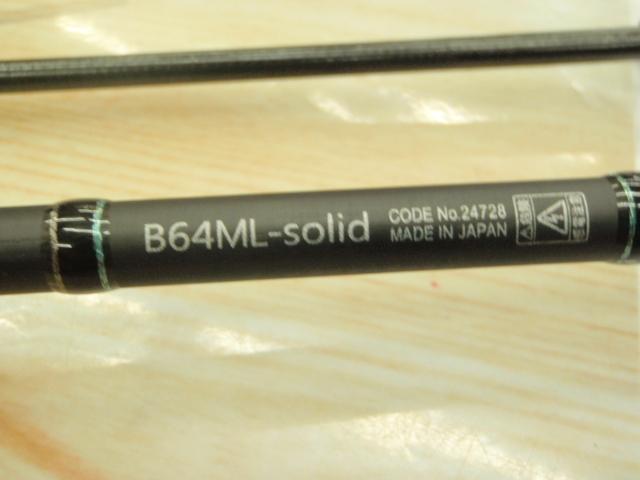 B64ML-solid
CODE No.24728
MADE IN JAPAN